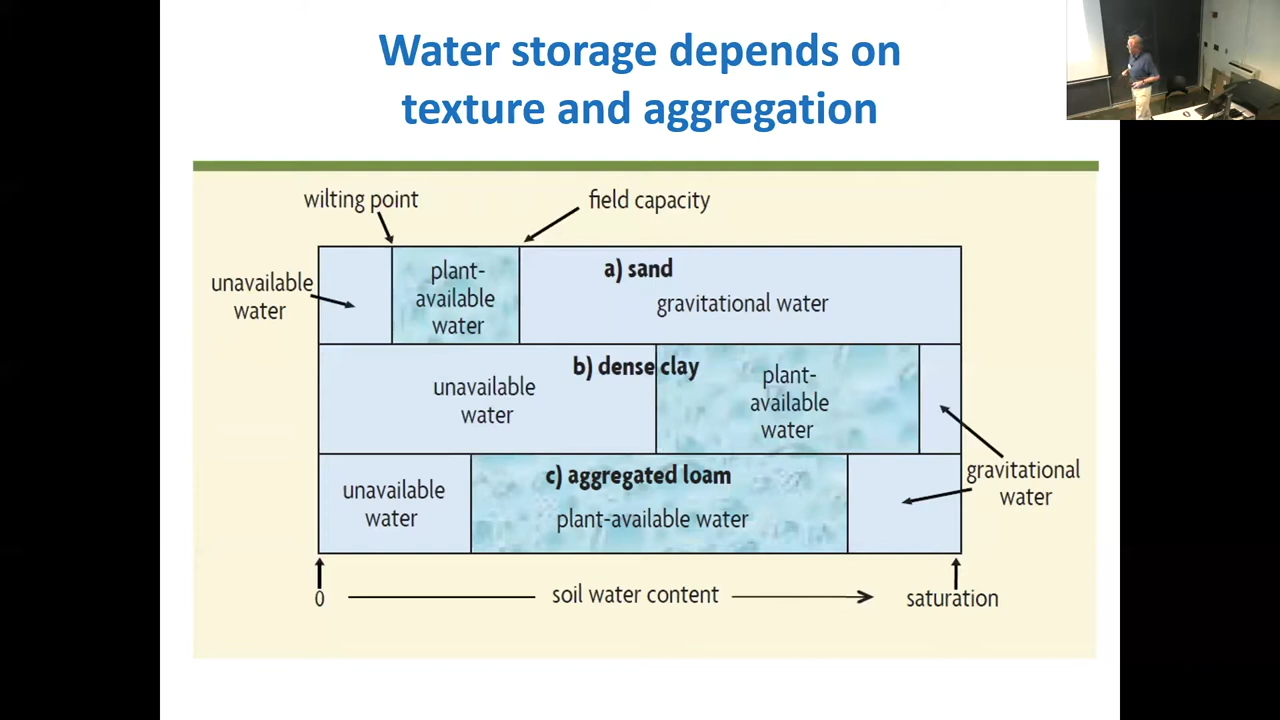 Water storage depends on
texture and aggregation
wilting point
field capacity
unavailable
water
plant-
available
water
a) sand
gravitational water
b) dense clay
unavailable
water
plant-
available
water
gravitational
water
c) aggregated loam
unavailable
water
plant-available water
0
soil water content
saturation